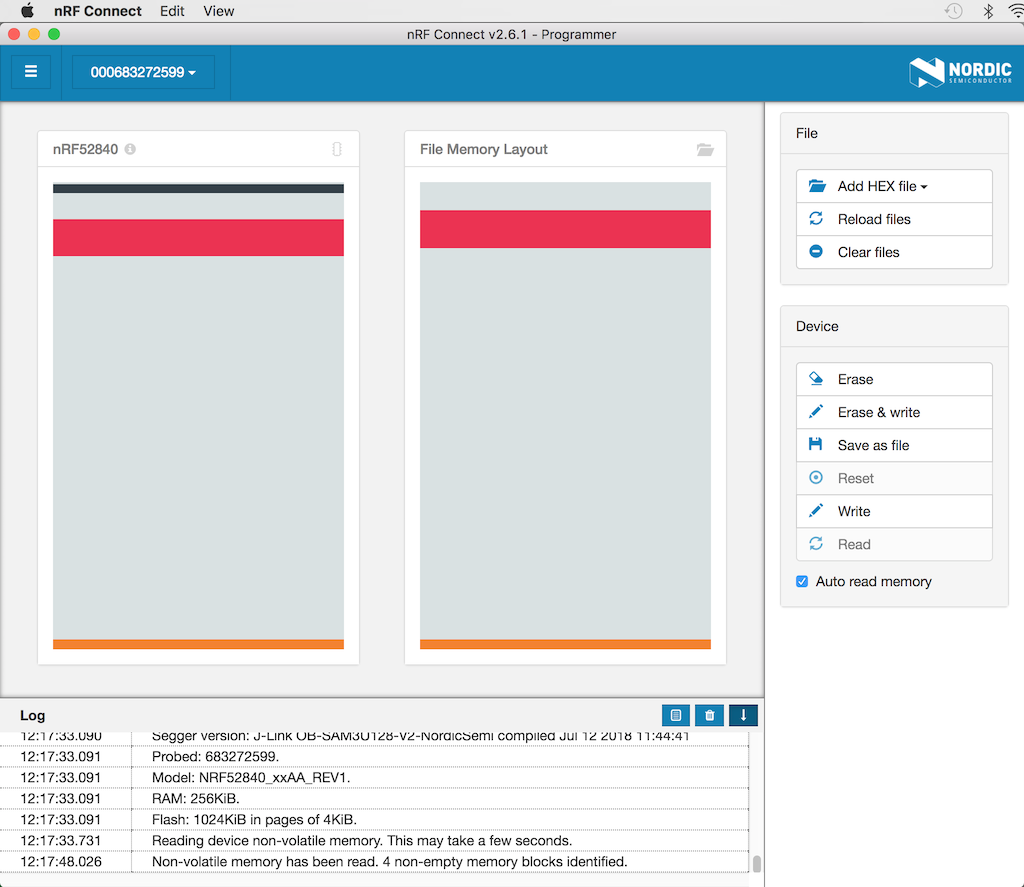 nRF Connect Edit View
nRF Connect v2.6.1 - Programmer
000683272599
NORDIC
SEMICONDUCTOR
nRF52840
File Memory Layout
File
Add HEX file
Reload files
Clear files
Device
Erase
Erase & write
Save as file
Reset
Write
Read
Auto read memory
Log
12:17:33.090 Segger version: J-Link OB-SAM3U128-V2-NordicSemi compiled Jul 12 2018 11:44:41
12:17:33.091 Probed: 683272599.
12:17:33.091 Model: NRF52840_xxAA_REV1.
12:17:33.091 RAM: 256KiB.
12:17:33.091 Flash: 1024KiB in pages of 4KiB.
12:17:33.731 Reading device non-volatile memory. This may take a few seconds.
12:17:48.026 Non-volatile memory has been read. 4 non-empty memory blocks identified.